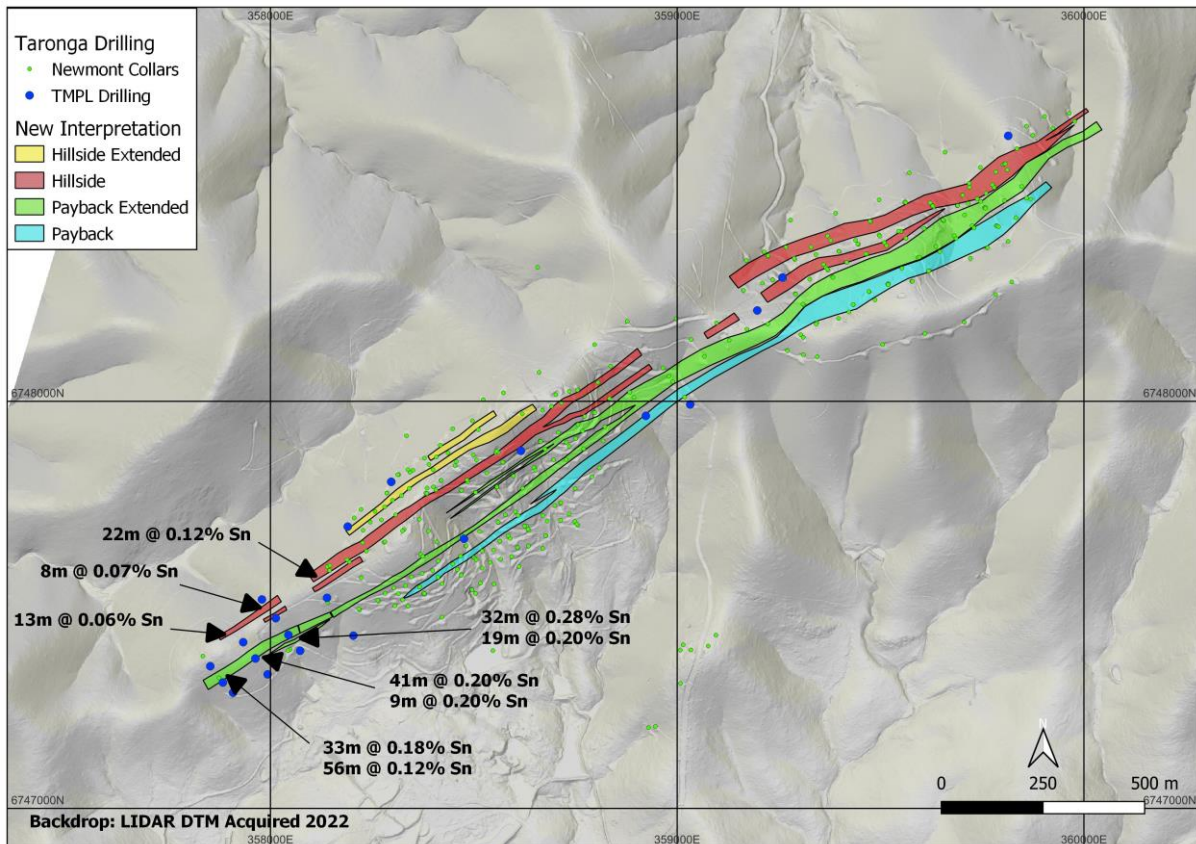 358000E
359000E
360000E
Taronga Drilling
Newmont Collars
TMPL Drilling
New Interpretation
Hillside Extended
Hillside
Payback Extended
Payback
6748000N
6748000N
22m @ 0.12% Sn
8m @ 0.07% Sn
13m @ 0.06% Sn
32m @ 0.28% Sn
19m @ 0.20% Sn
41m @ 0.20% Sn
9m @ 0.20% Sn
33m @ 0.18% Sn
56m @ 0.12% Sn
N
0 250 500 m
6747000N
6747000N
Backdrop: LIDAR DTM Acquired 2022
358000E
359000E
360000E